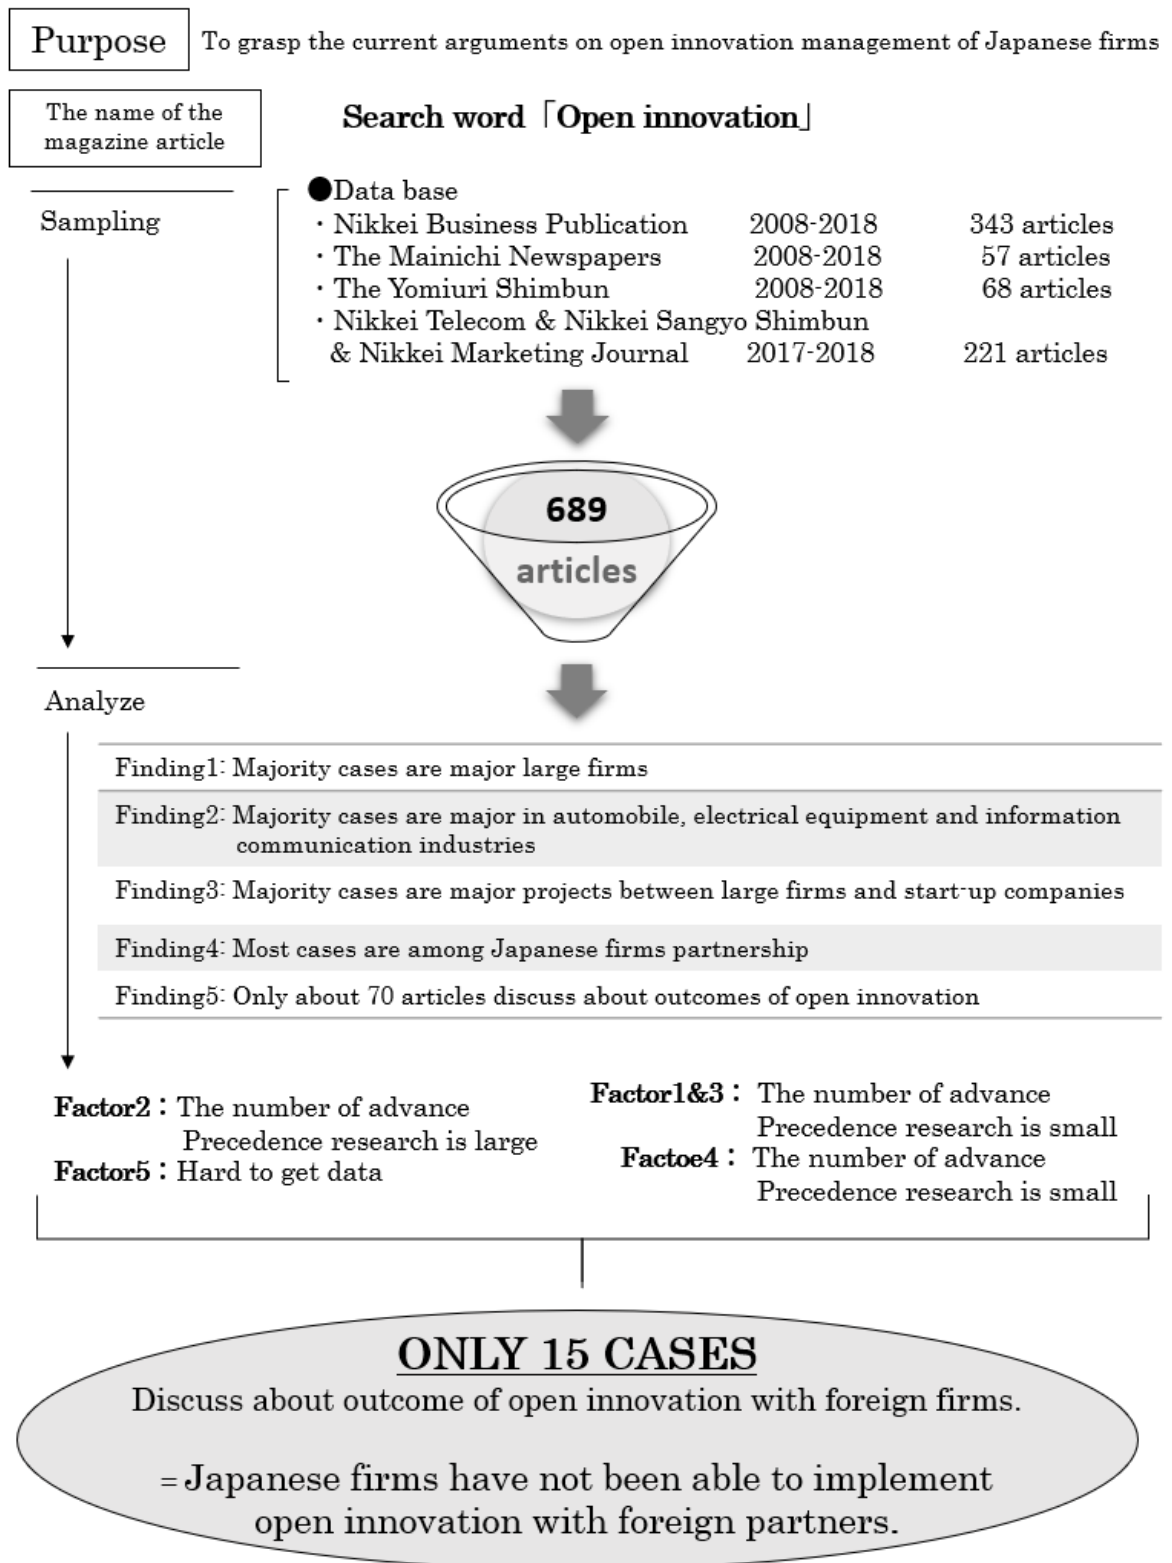 Purpose
To grasp the current arguments on open innovation management of Japanese firms
The name of the
magazine article
Search word「Open innovation」
Sampling
●Data base
・Nikkei Business Publication 2008-2018 343 articles
・The Mainichi Newspapers 2008-2018 57 articles
・The Yomiuri Shimbun 2008-2018 68 articles
・Nikkei Telecom & Nikkei Sangyo Shimbun
& Nikkei Marketing Journal 2017-2018 221 articles
689
articles
Analyze
Finding1: Majority cases are major large firms
Finding2: Majority cases are major in automobile, electrical equipment and information
communication industries
Finding3: Majority cases are major projects between large firms and start-up companies
Finding4: Most cases are among Japanese firms partnership
Finding5: Only about 70 articles discuss about outcomes of open innovation
Factor2：The number of advance
Precedence research is large
Factor5：Hard to get data
Factor1&3： The number of advance
Precedence research is small
Factoe4： The number of advance
Precedence research is small
ONLY 15 CASES
Discuss about outcome of open innovation with foreign firms.
= Japanese firms have not been able to implement
open innovation with foreign partners.